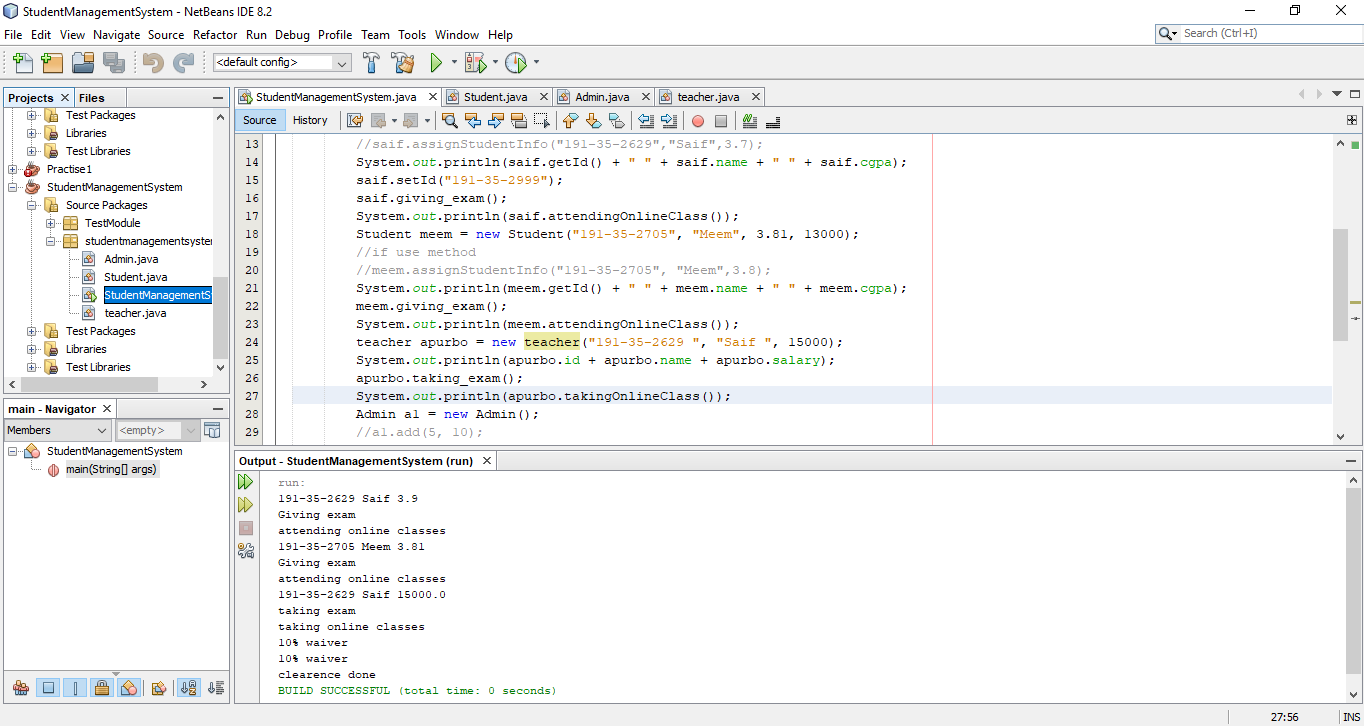 StudentManagementSystem - NetBeans IDE 8.2
File Edit View Navigate Source Refactor Run Debug Profile Team Tools Window Help
Search (Ctrl+I)
<default config>
Projects Files
Test Packages
Libraries
Test Libraries
Practise1
StudentManagementSystem
Source Packages
TestModule
studentmanagementsyster
Admin.java
Student.java
StudentManagementS
teacher.java
Test Packages
Libraries
Test Libraries
main - Navigator
Members <empty>
StudentManagementSystem
main(String[] args)
StudentManagementSystem.java Student.java Admin.java teacher.java
Source History
13 //saif.assignStudentInfo("191-35-2629","Saif",3.7);
14 System.out.println(saif.getId() + " " + saif.name + " " + saif.cgpa);
15 saif.setId("191-35-2999");
16 saif.giving_exam();
17 System.out.println(saif.attendingOnlineClass());
18 Student meem = new Student("191-35-2705", "Meem", 3.81, 13000);
19 //if use method
20 //meem.assignStudentInfo("191-35-2705", "Meem",3.8);
21 System.out.println(meem.getId() + " " + meem.name + " " + meem.cgpa);
22 meem.giving_exam();
23 System.out.println(meem.attendingOnlineClass());
24 teacher apurbo = new teacher("191-35-2629 ", "Saif ", 15000);
25 System.out.println(apurbo.id + apurbo.name + apurbo.salary);
26 apurbo.taking_exam();
27 System.out.println(apurbo.takingOnlineClass());
28 Admin a1 = new Admin();
29 //a1.add(5, 10);
Output - StudentManagementSystem (run)
run:
191-35-2629 Saif 3.9
Giving exam
attending online classes
191-35-2705 Meem 3.81
Giving exam
attending online classes
191-35-2629 Saif 15000.0
taking exam
taking online classes
10% waiver
10% waiver
clearence done
BUILD SUCCESSFUL (total time: 0 seconds)
27:56 INS